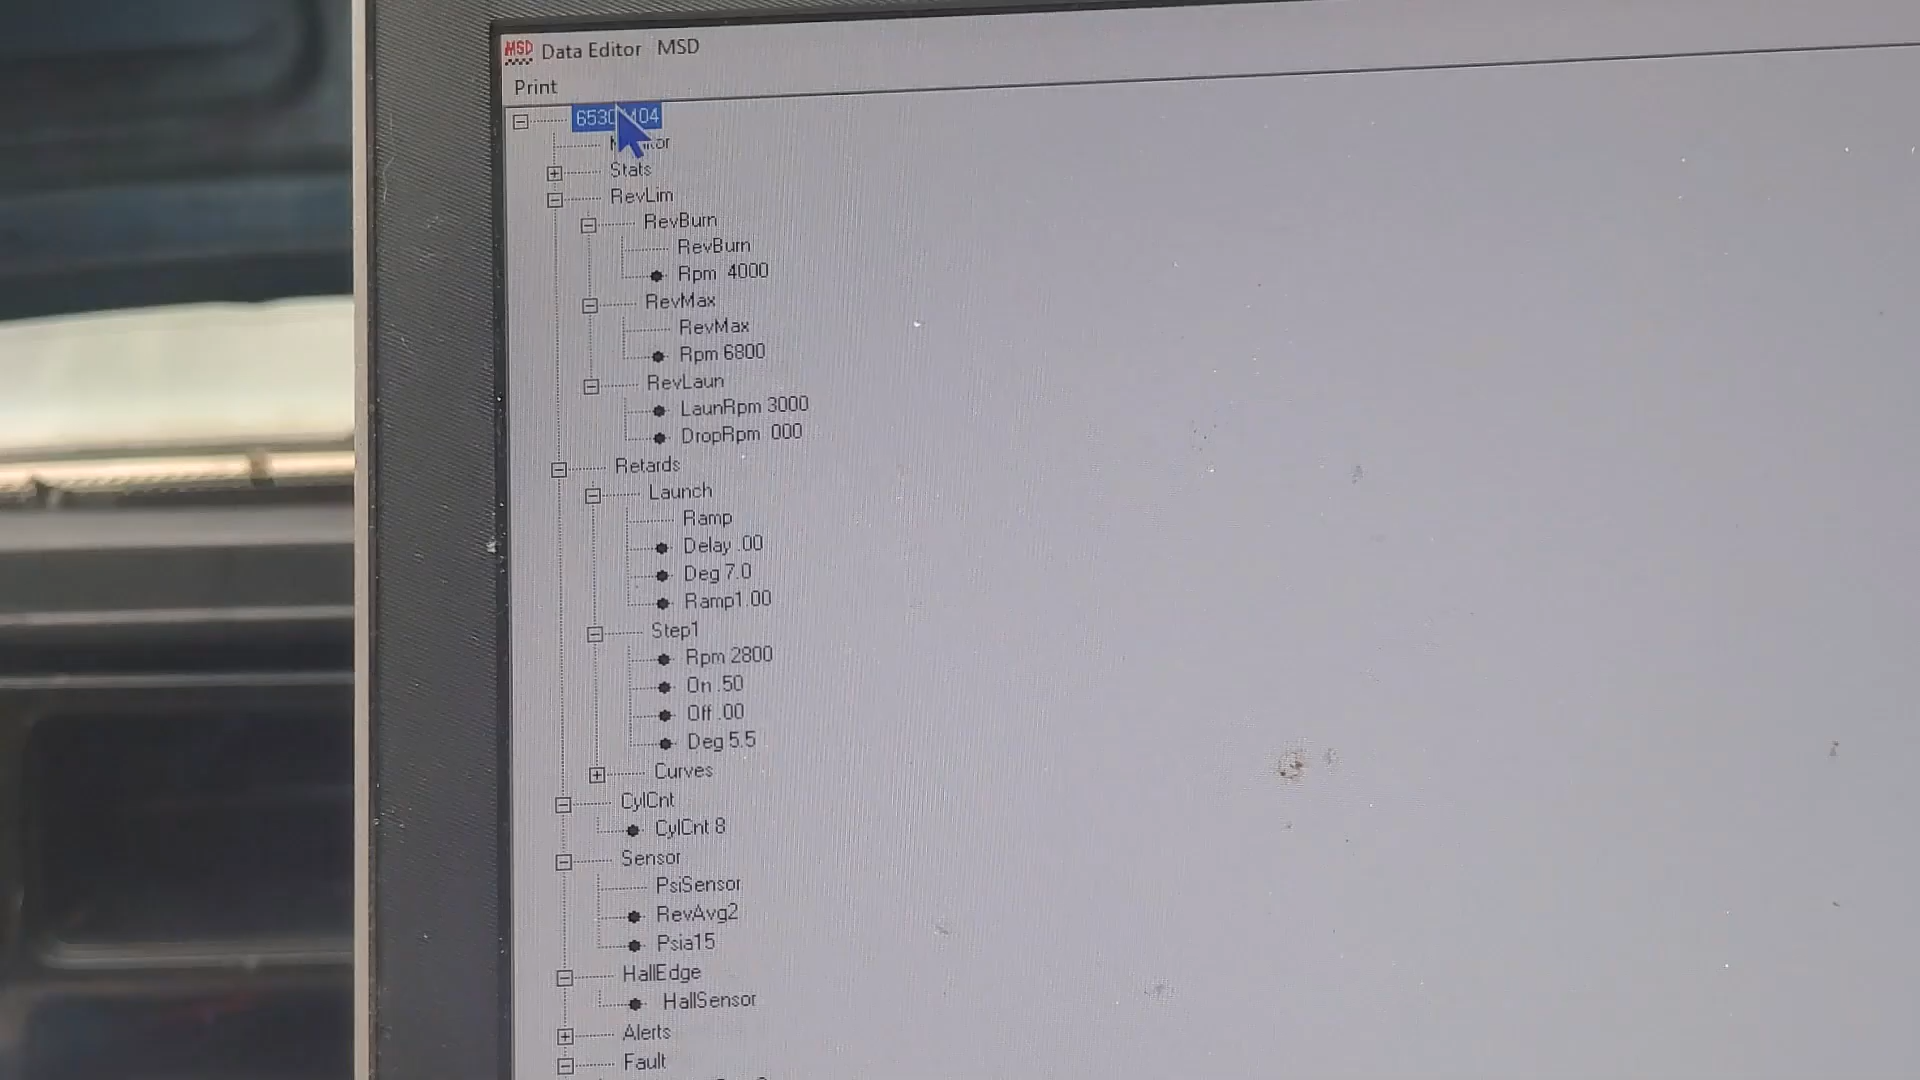 MSD Data Editor MSD
Print
Stats
RevLim
RevBurn
RevBurn
Rpm 4000
RevMax
RevMax
Rpm 6800
RevLaun
LaunRpm 3000
DropRpm 000
Retards
Launch
Ramp
Delay .00
Deg 7.0
Ramp1.00
Step1
Rpm 2800
On .50
Off .00
Deg 5.5
Curves
CylCnt
CylCnt 8
Sensor
PsiSensor
RevAvg2
Psia15
HallEdge
HallSensor
Alerts
Fault